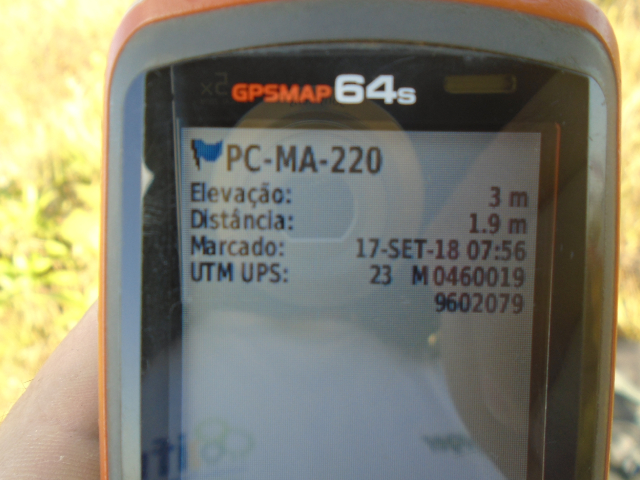 GPSMAP 64s
PC-MA-220
Elevação: 3 m
Distância: 1.9 m
Marcado: 17-SET-18 07:56
UTM UPS: 23 M 0460019
9602079